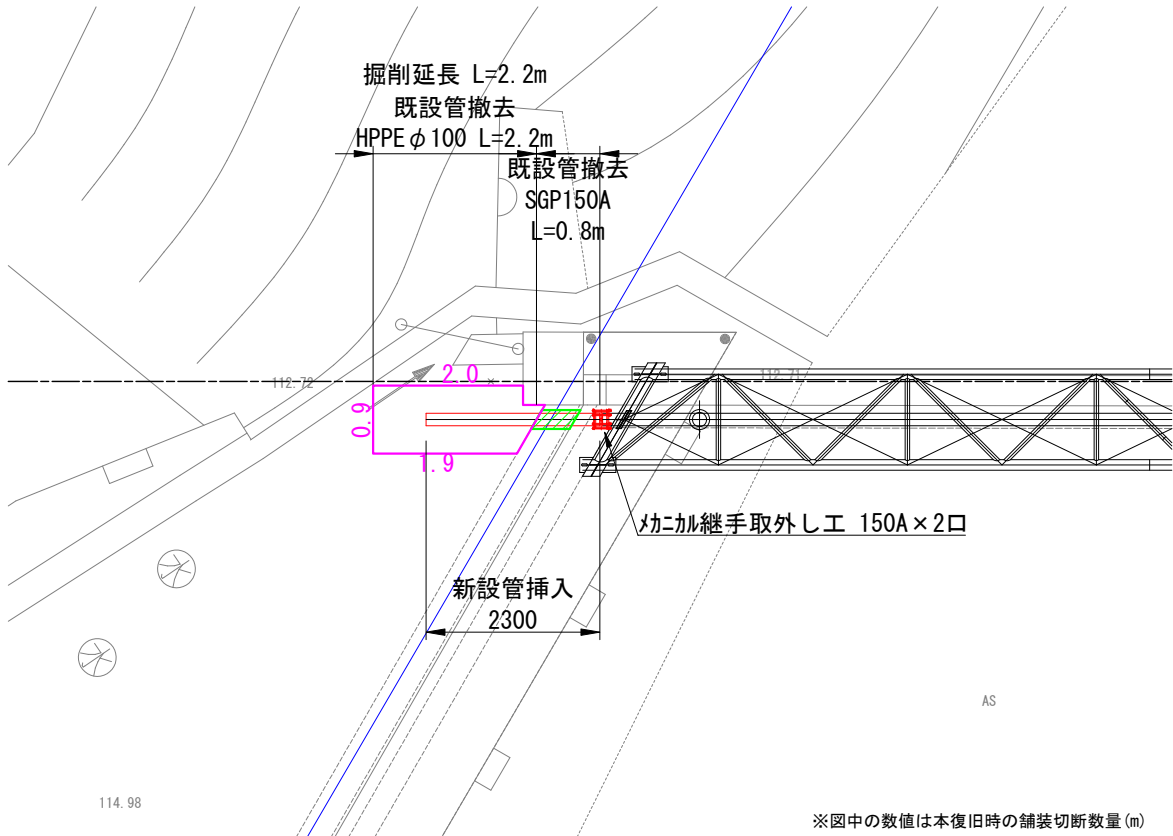 掘削延長 L=2.2m
既設管撤去
HPPEφ100 L=2.2m
既設管撤去
SGP150A
L=0.8m
112.72
2.0
112.71
0.9
1.9
ﾒｶﾆｶﾙ継手取外し工 150A×2口
新設管挿入
2300
AS
114.98
※図中の数値は本復旧時の舗装切断数量(m)